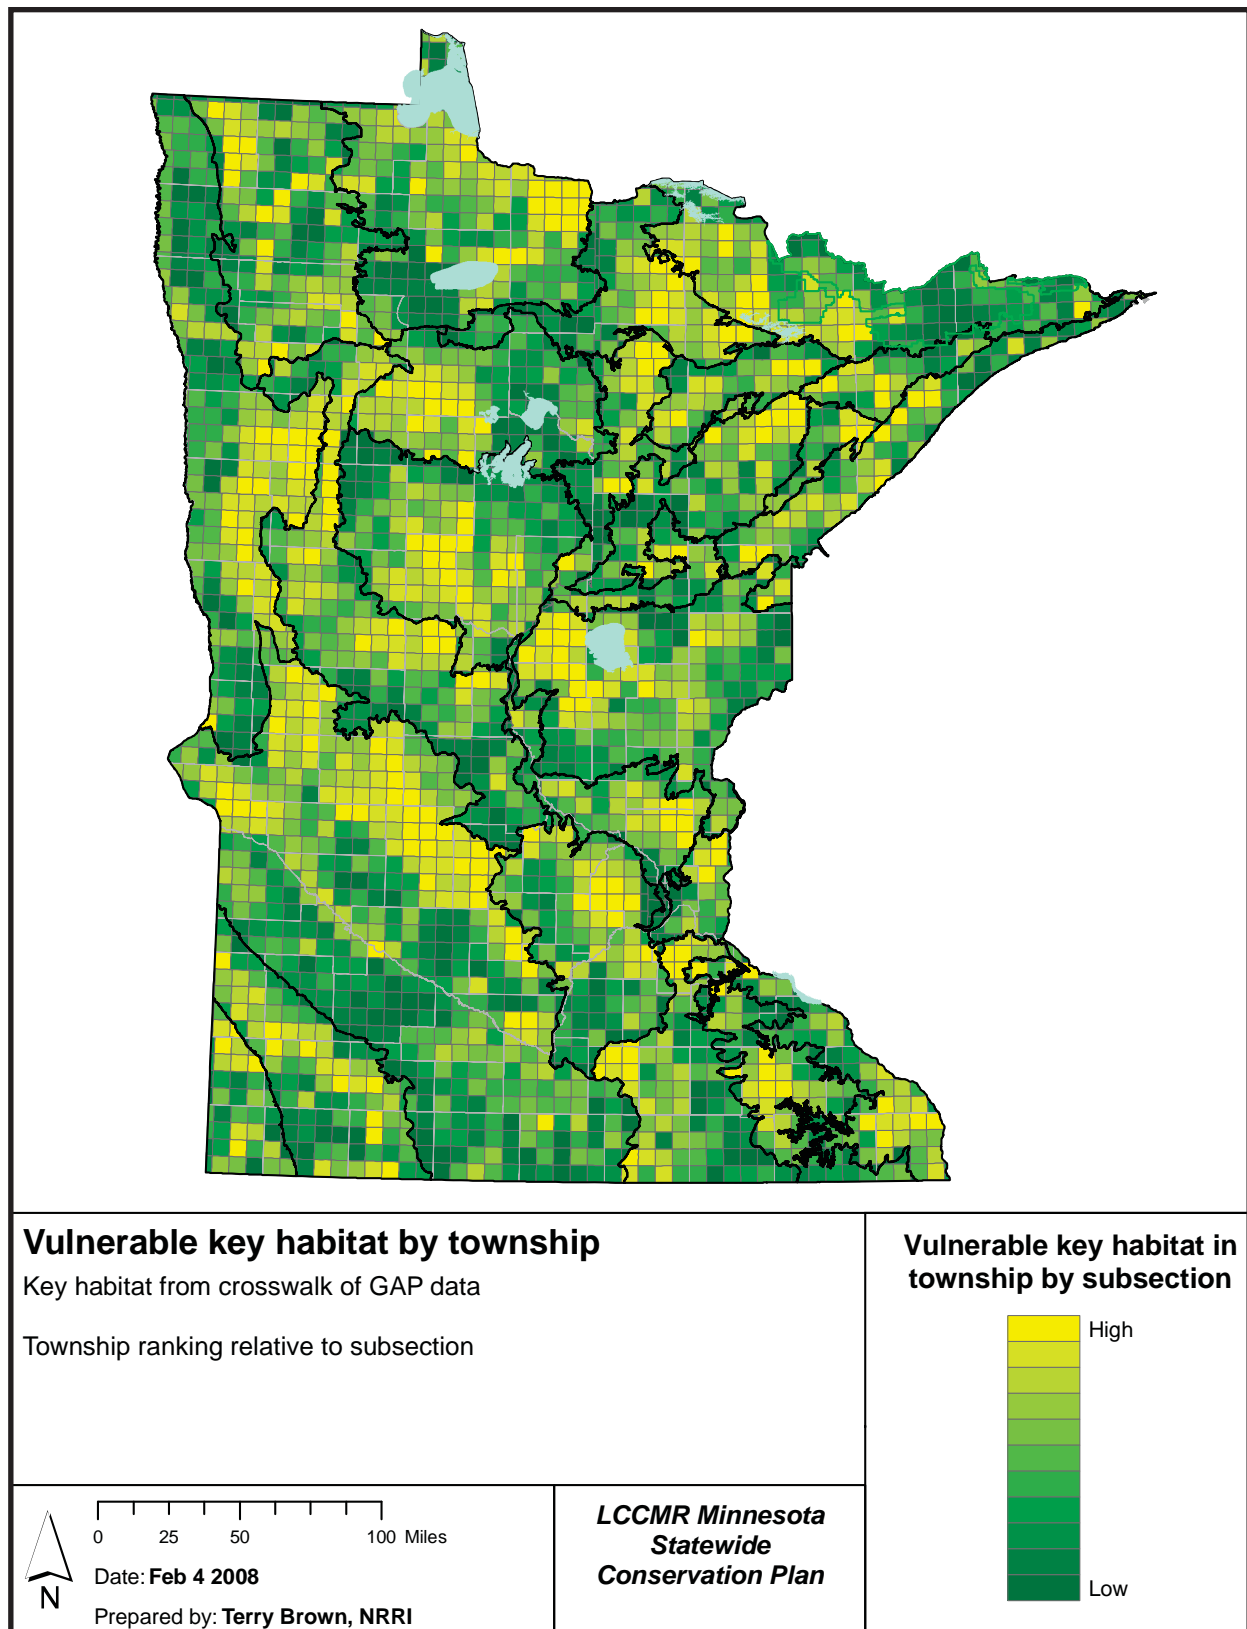 Vulnerable key habitat by township
Key habitat from crosswalk of GAP data
Township ranking relative to subsection
Vulnerable key habitat in
township by subsection
High
Low
0 25 50 100 Miles
N
Date: Feb 4 2008
Prepared by: Terry Brown, NRRI
LCCMR Minnesota
Statewide
Conservation Plan